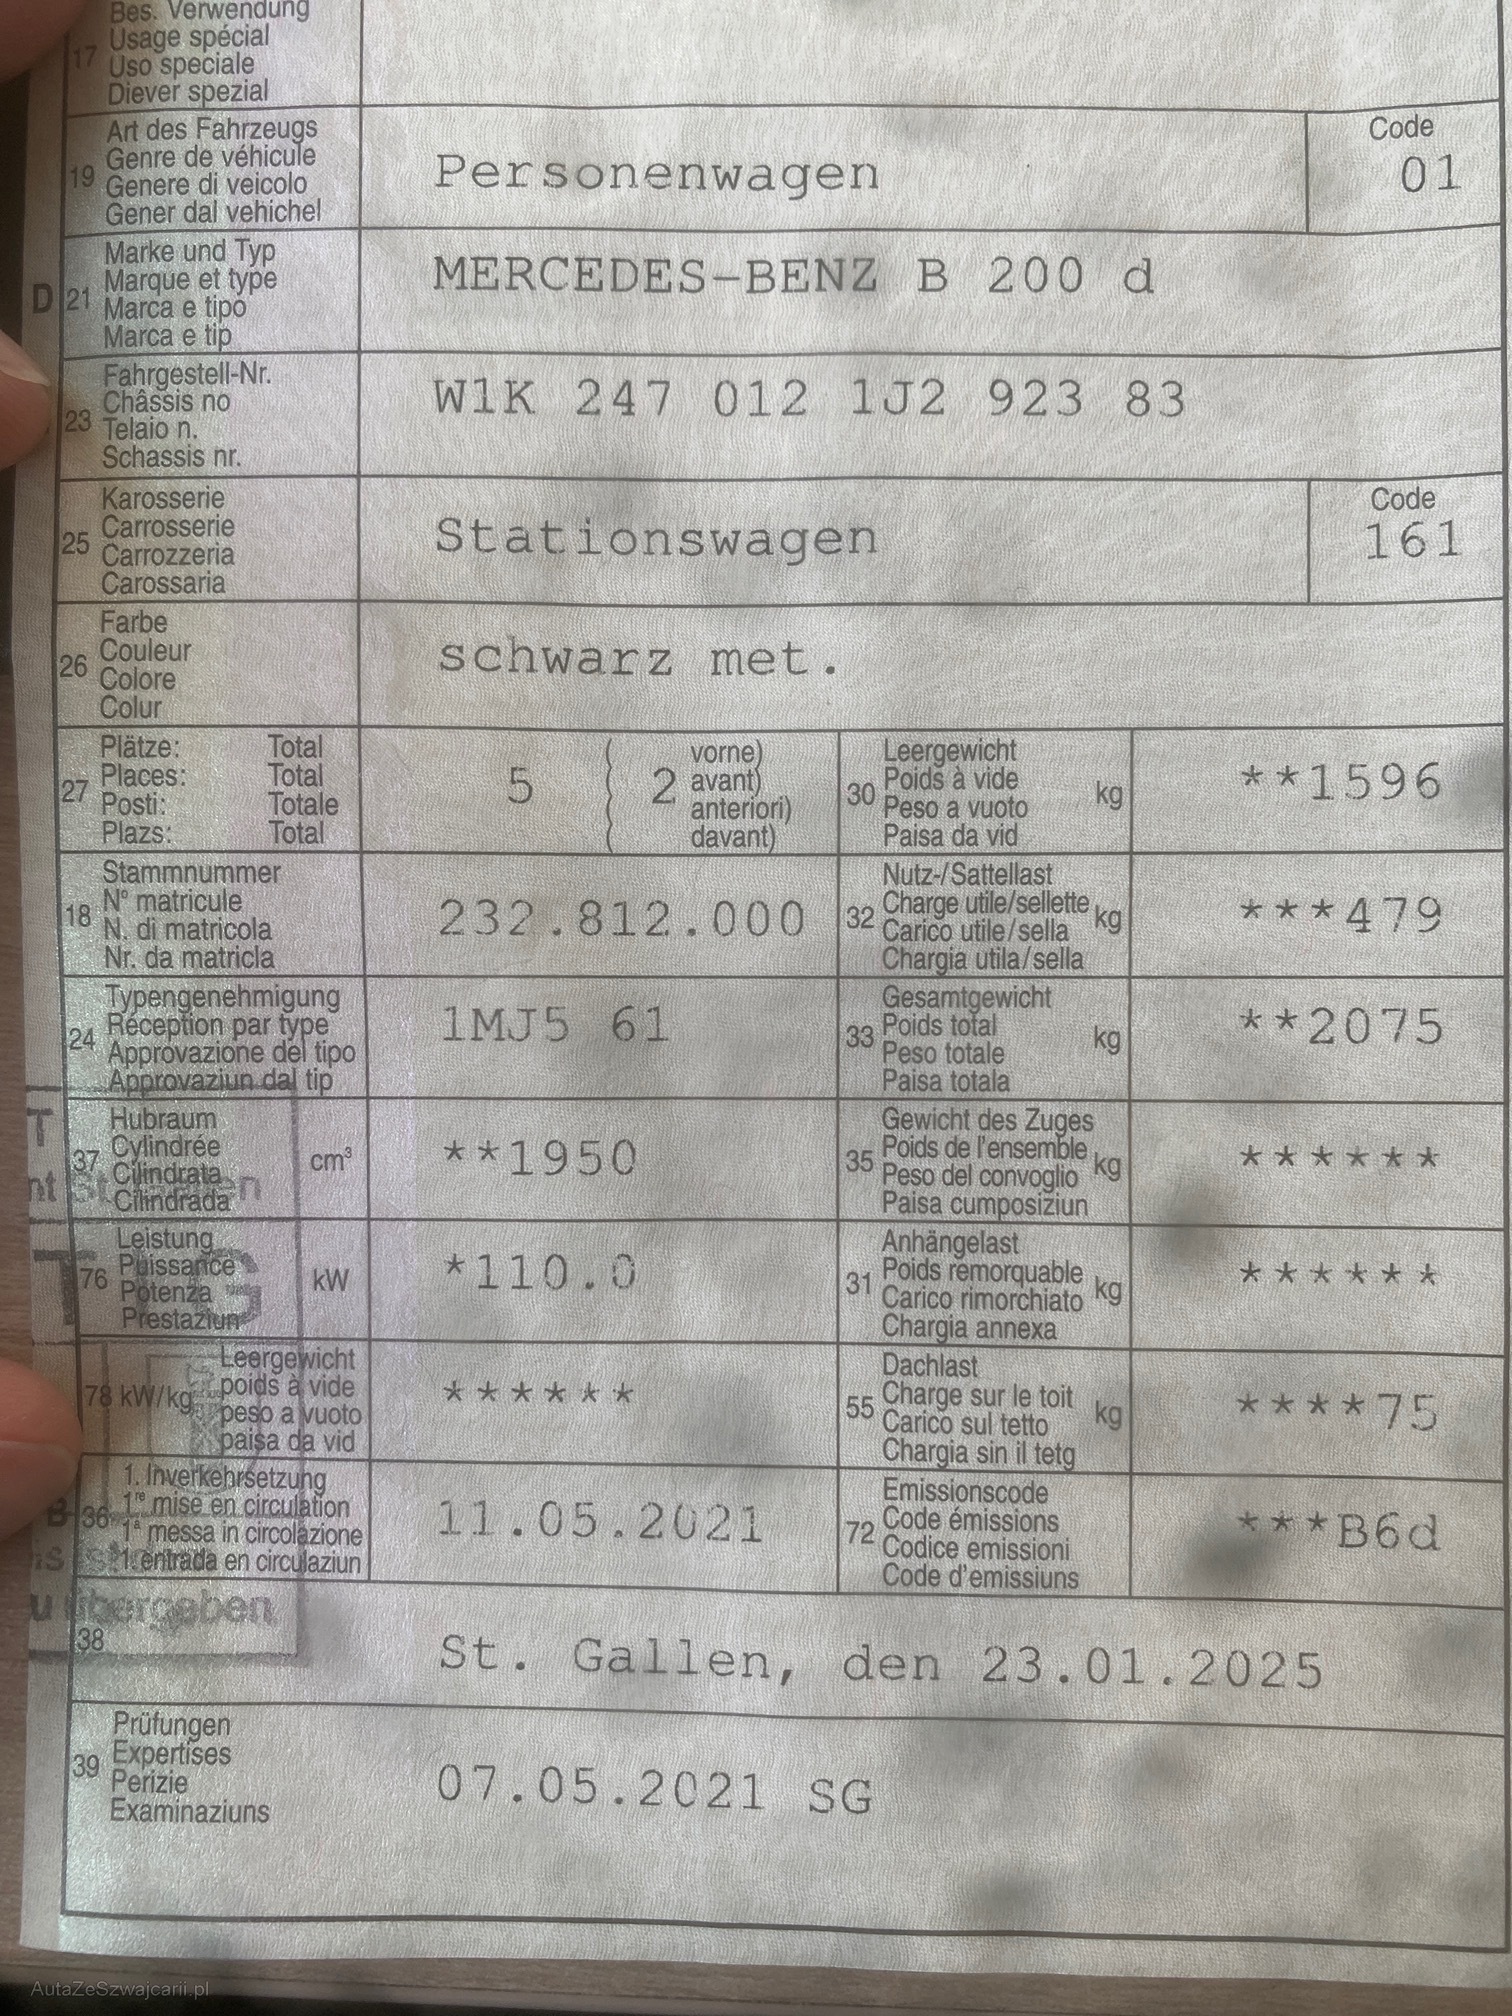 Bes. Verwendung
17 Usage spécial
Uso speciale
Diever spezial
Art des Fahrzeugs
19 Genre de véhicule
Genere di veicolo
Gener dal vehichel
Personenwagen
Code
01
Marke und Typ
D 21 Marque et type
Marca e tipo
Marca e tip
MERCEDES-BENZ B 200 d
Fahrgestell-Nr.
23 Châssis no
Telaio n.
Schassis nr.
W1K 247 012 1J2 923 83
Karosserie
25 Carrosserie
Carrozzeria
Carossaria
Stationswagen
Code
161
Farbe
26 Couleur
Colore
Colur
schwarz met.
Plätze: Total
27 Places: Total
Posti: Totale
Plazs: Total
5 ( 2 vorne)
avant)
anteriori)
davant)
Leergewicht
30 Poids à vide kg
Peso a vuoto
Paisa da vid
**1596
Stammnummer
18 N° matricule
N. di matricola
Nr. da matricla
232.812.000
Nutz-/Sattellast
32 Charge utile/sellette kg
Carico utile/sella
Chargia utila/sella
***479
Typengenehmigung
24 Réception par type
Approvazione del tipo
Approvaziun dal tip
1MJ5 61
Gesamtgewicht
33 Poids total kg
Peso totale
Paisa totala
**2075
Hubraum
37 Cylindrée cm³
Cilindrata
Cilindrada
**1950
Gewicht des Zuges
35 Poids de l'ensemble kg
Peso del convoglio
Paisa cumposiziun
******
Leistung
76 Puissance kW
Potenza
Prestaziun
*110.0
Anhängelast
31 Poids remorquable kg
Carico rimorchiato
Chargia annexa
******
Leergewicht
78 kW/kg poids à vide
peso a vuoto
paisa da vid
******
Dachlast
55 Charge sur le toit kg
Carico sul tetto
Chargia sin il tetg
****75
1. Inverkehrsetzung
B 36 1re mise en circulation
1a messa in circolazione
1. entrada en circulaziun
11.05.2021
Emissionscode
72 Code émissions
Codice emissioni
Code d'emissiuns
***B6d
übergeben
38
St. Gallen, den 23.01.2025
Prüfungen
39 Expertises
Perizie
Examinaziuns
07.05.2021 SG
AutaZeSzwajcarii.pl